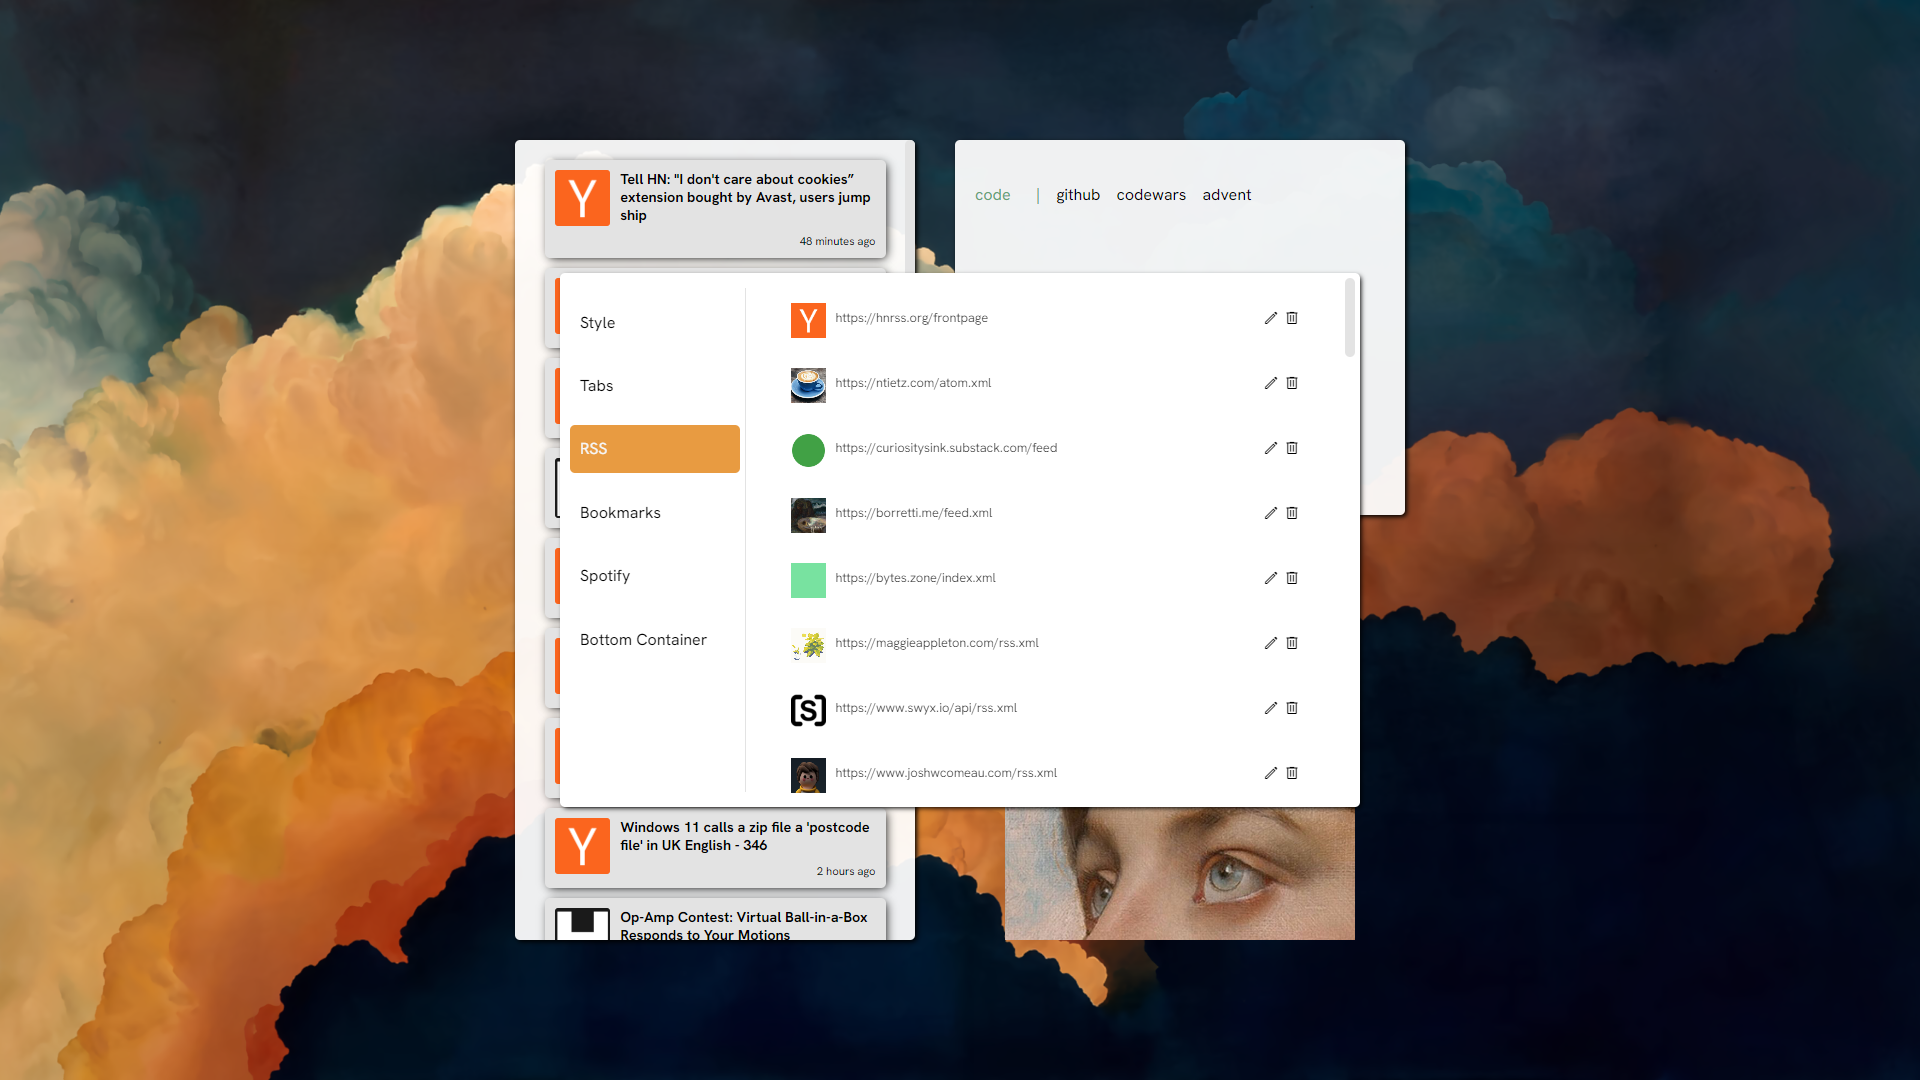 Y
Tell HN: "I don't care about cookies”
extension bought by Avast, users jump
ship
48 minutes ago
code | github codewars advent
Style
Tabs
RSS
Bookmarks
Spotify
Bottom Container
Y https://hnrss.org/frontpage
https://ntietz.com/atom.xml
https://curiositysink.substack.com/feed
https://borretti.me/feed.xml
https://bytes.zone/index.xml
https://maggieappleton.com/rss.xml
[S] https://www.swyx.io/api/rss.xml
https://www.joshwcomeau.com/rss.xml
Y
Windows 11 calls a zip file a 'postcode
file' in UK English - 346
2 hours ago
Op-Amp Contest: Virtual Ball-in-a-Box
Responds to Your Motions